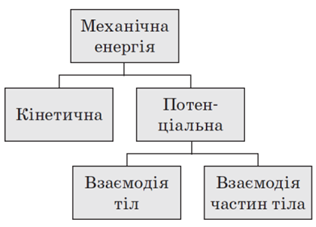 Механічна
енергія
Кінетична
Потен-
ціальна
Взаємодія
тіл
Взаємодія
частин тіла